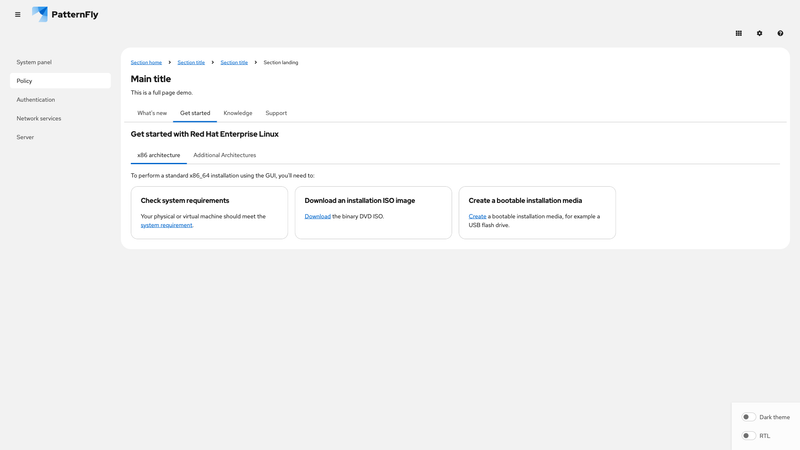 PatternFly
System panel
Policy
Authentication
Network services
Server
Section home
Section title
Section title
Section landing
Main title
This is a full page demo.
What's new
Get started
Knowledge
Support
Get started with Red Hat Enterprise Linux
x86 architecture
Additional Architectures
To perform a standard x86_64 installation using the GUI, you'll need to:
Check system requirements
Your physical or virtual machine should meet the
system requirement.
Download an installation ISO image
Download the binary DVD ISO.
Create a bootable installation media
Create a bootable installation media, for example a
USB flash drive.
Dark theme
RTL